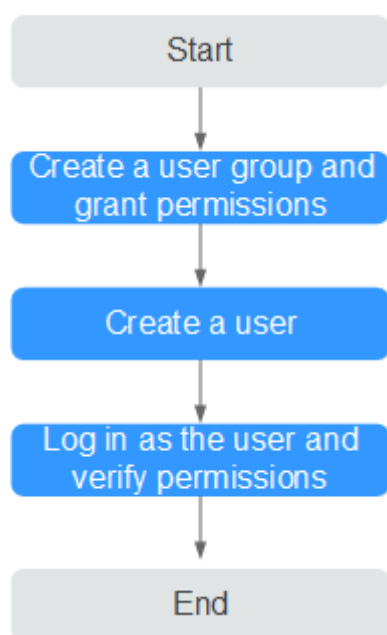 Start
Create a user group and
grant permissions
Create a user
Log in as the user and
verify permissions
End